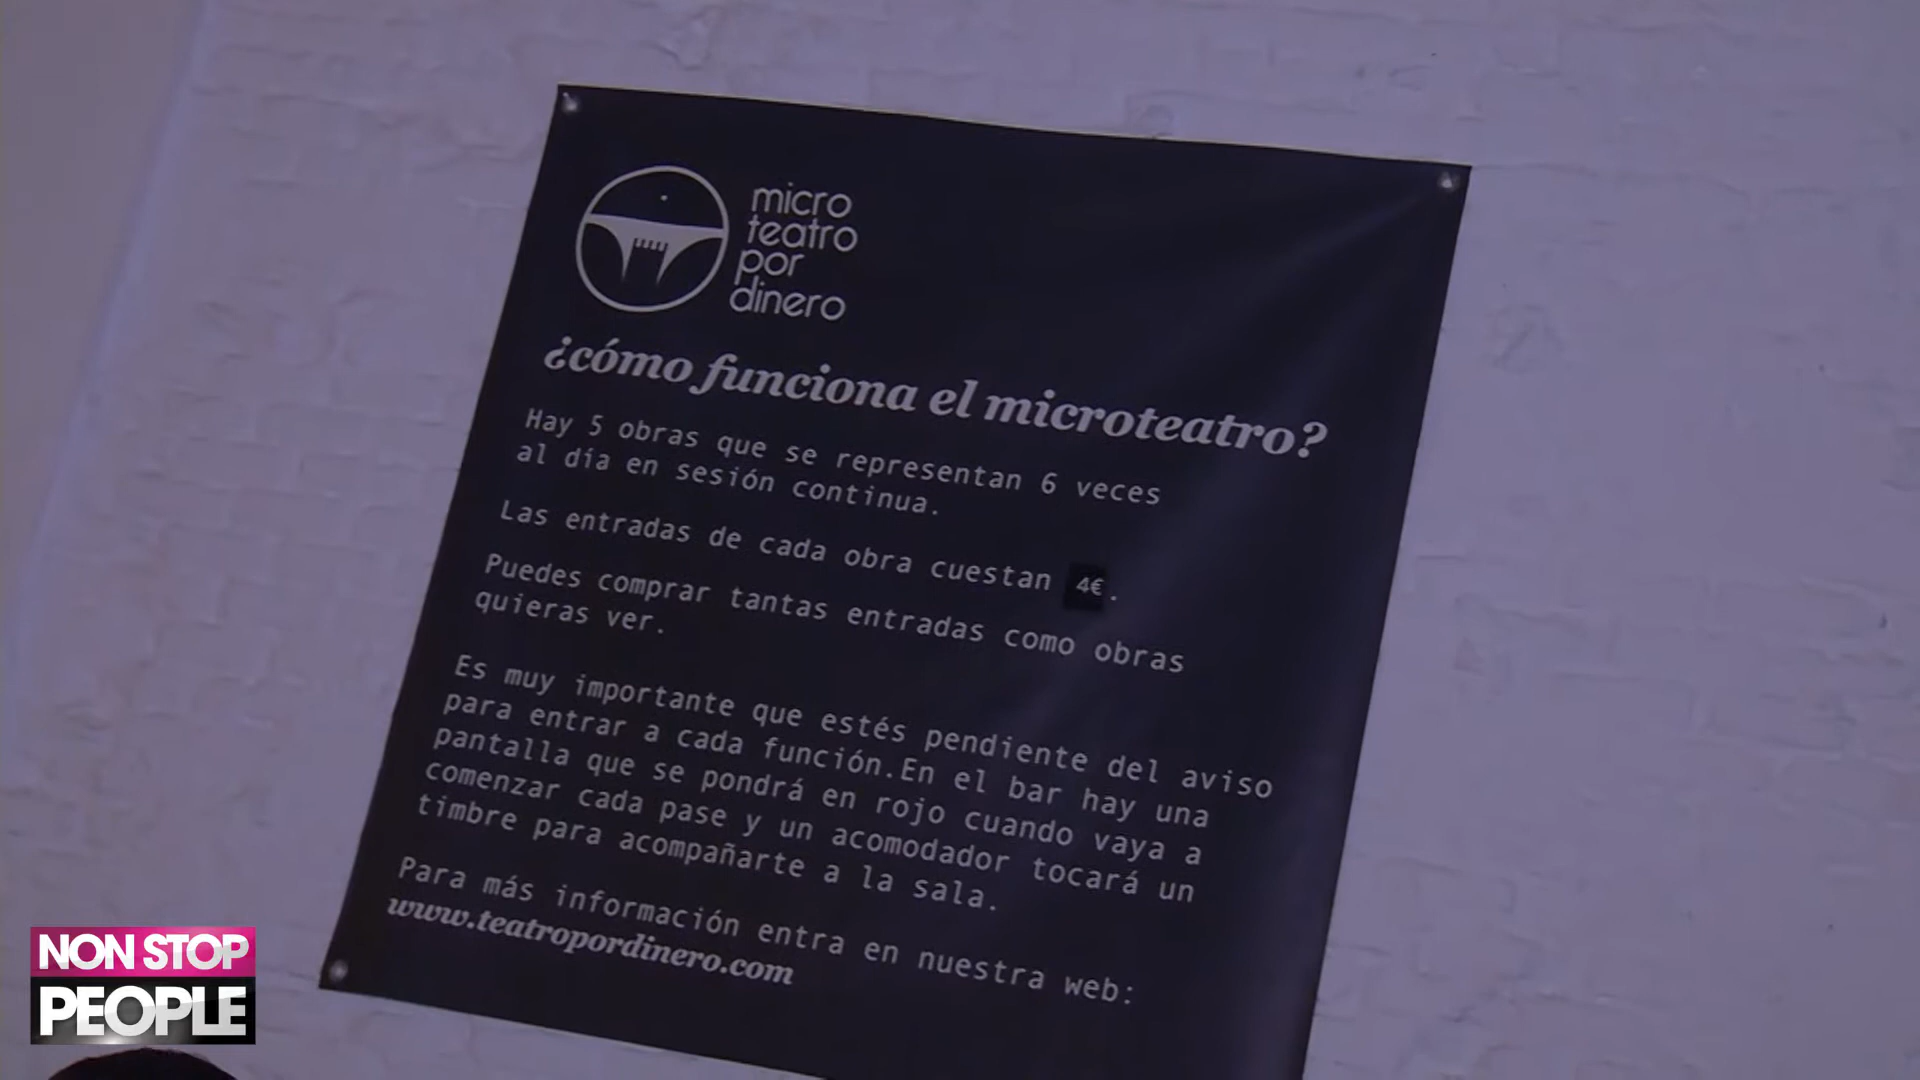 micro
teatro
por
dinero
¿cómo funciona el microteatro?
Hay 5 obras que se representan 6 veces
al día en sesión continua.
Las entradas de cada obra cuestan 4€.
Puedes comprar tantas entradas como obras
quieras ver.
Es muy importante que estés pendiente del aviso
para entrar a cada función.En el bar hay una
pantalla que se pondrá en rojo cuando vaya a
comenzar cada pase y un acomodador tocará un
timbre para acompañarte a la sala.
Para más información entra en nuestra web:
www.teatropordinero.com
NON STOP
PEOPLE